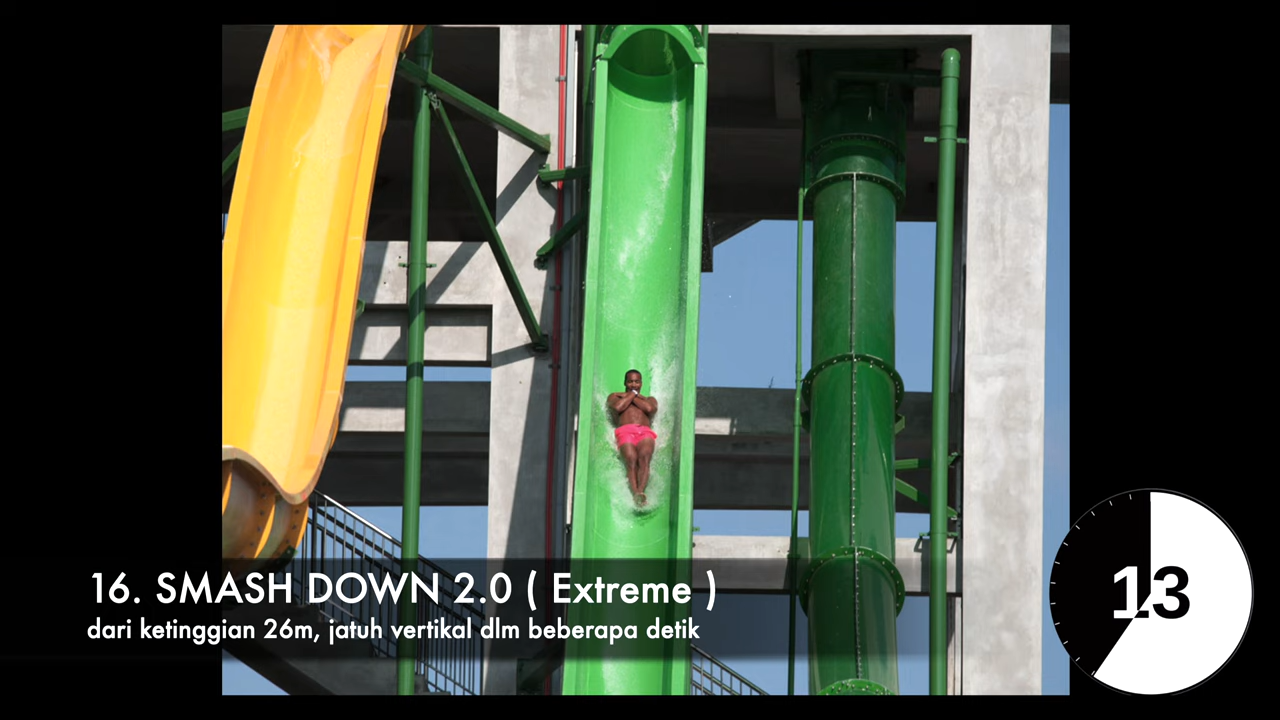 16. SMASH DOWN 2.0 ( Extreme )
dari ketinggian 26m, jatuh vertikal dlm beberapa detik
13